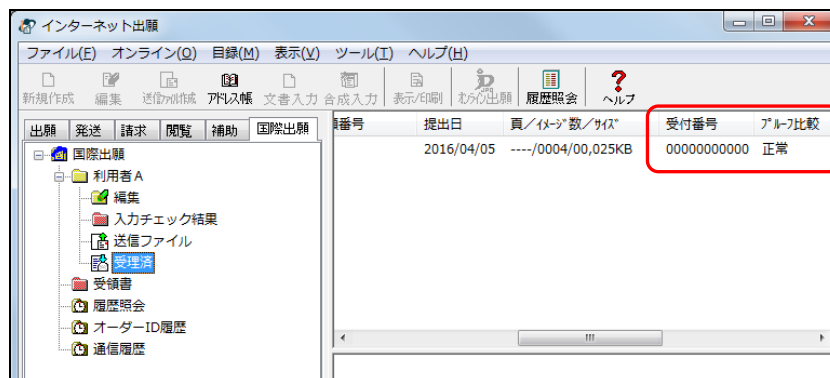 インターネット出願
ファイル(F) オンライン(O) 目録(M) 表示(V) ツール(T) ヘルプ(H)
新規作成 編集 送信ファイル作成 アドレス帳 文書入力 合成入力 表示/印刷 オンライン出願 履歴照会 ヘルプ
出願 発送 請求 閲覧 補助 国際出願
番号 提出日 頁/イメージ数/サイズ 受付番号 プルーフ比較
2016/04/05 ----/0004/00,025KB 00000000000 正常
国際出願
利用者A
編集
入力チェック結果
送信ファイル
受理済
受領書
履歴照会
オーダーID履歴
通信履歴